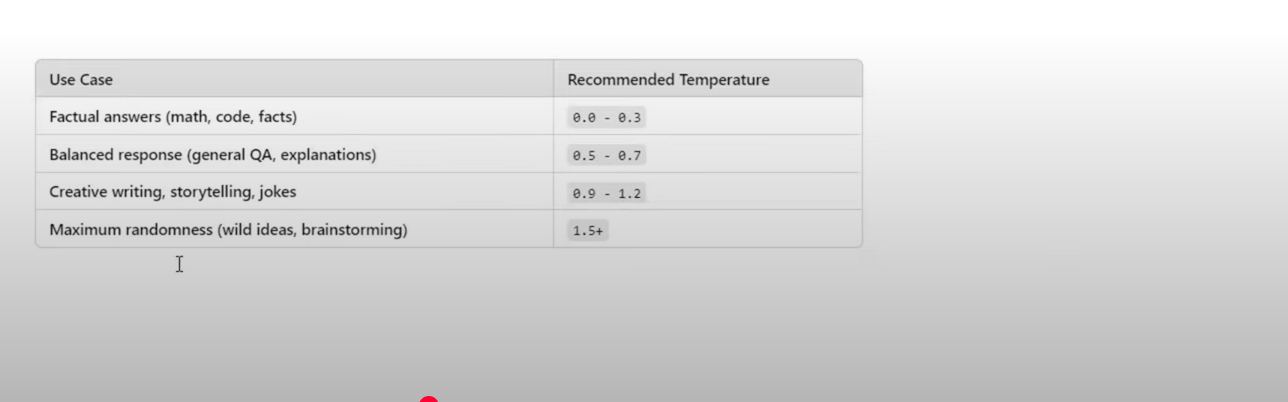 Use Case Recommended Temperature
Factual answers (math, code, facts) 0.0 - 0.3
Balanced response (general QA, explanations) 0.5 - 0.7
Creative writing, storytelling, jokes 0.9 - 1.2
Maximum randomness (wild ideas, brainstorming) 1.5+